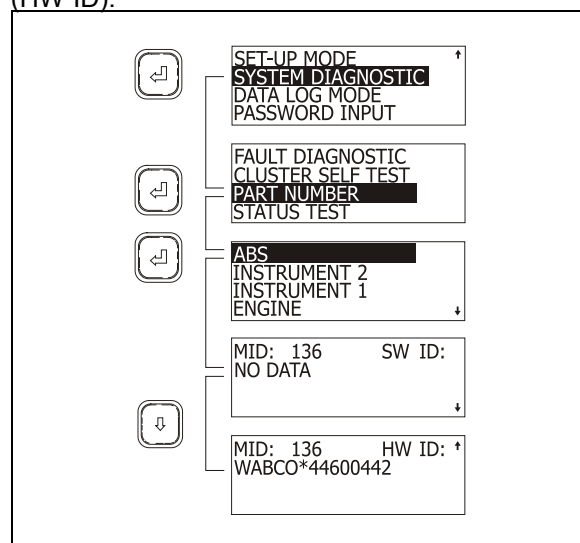 (HW ID):
SET-UP MODE ↑
SYSTEM DIAGNOSTIC
DATA LOG MODE
PASSWORD INPUT
FAULT DIAGNOSTIC
CLUSTER SELF TEST
PART NUMBER
STATUS TEST
ABS
INSTRUMENT 2
INSTRUMENT 1
ENGINE ↓
MID: 136 SW ID:
NO DATA
↓
MID: 136 HW ID: ↑
WABCO*44600442